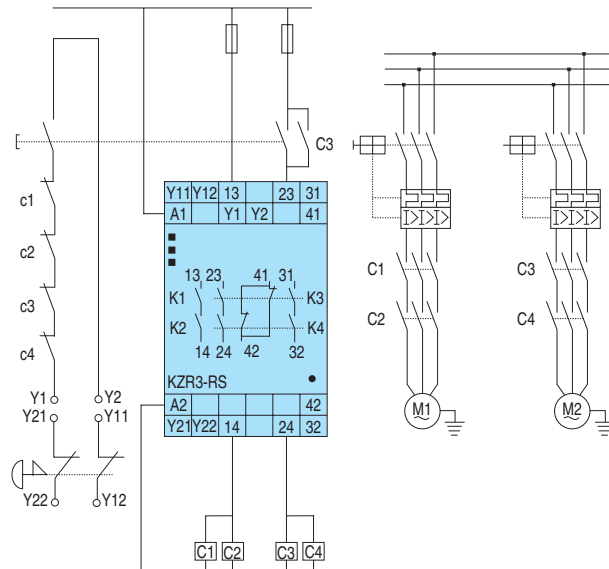 C3
c1
c2
c3
c4
Y1 Y2
Y21 Y11
Y22 Y12
Y11 Y12 13 23 31
A1 Y1 Y2 41
13 23 41 31
K1 K3
K2 K4
14 24 42 32
KZR3-RS
A2 42
Y21 Y22 14 24 32
C1 C2 C3 C4
I> I> I> I> I> I>
C1 C3
C2 C4
M1 M2
~ ~